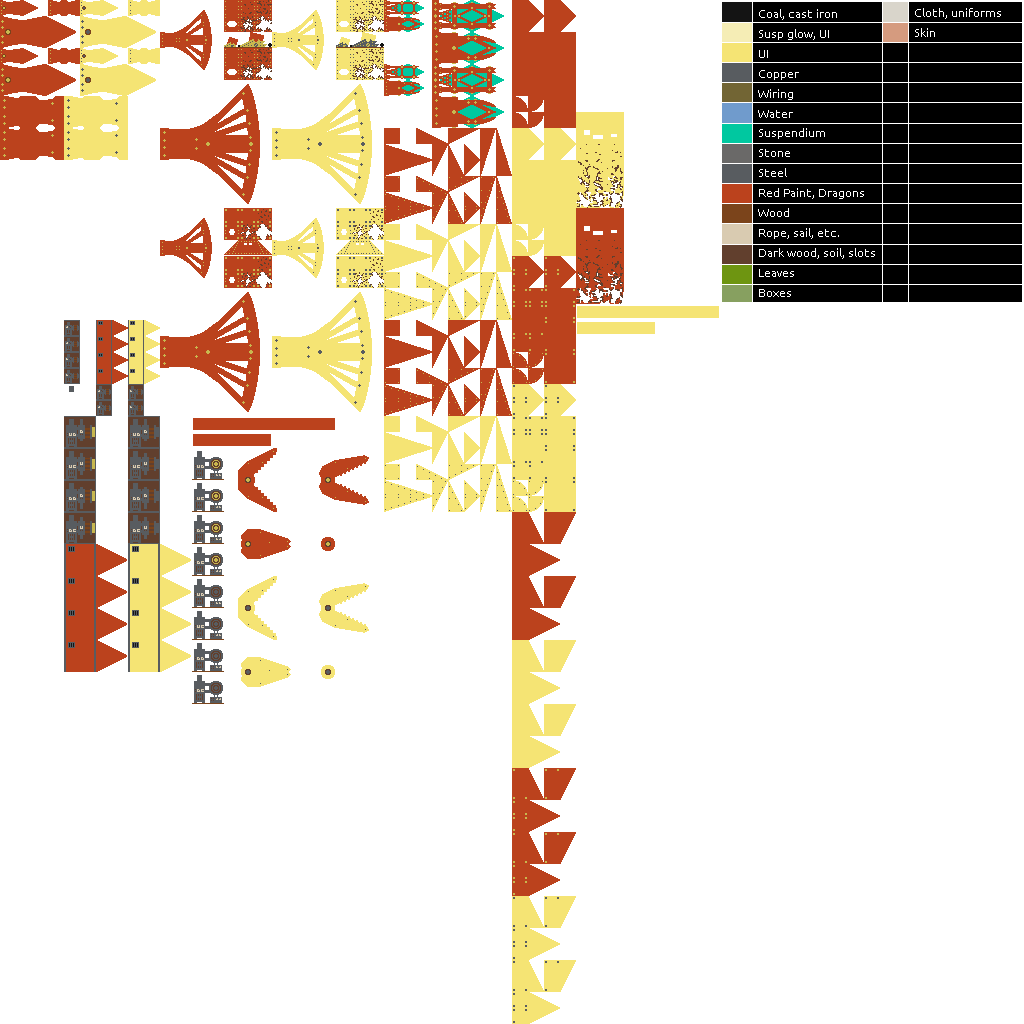 Coal, cast iron
Cloth, uniforms
Susp glow, UI
Skin
UI
Copper
Wiring
Water
Suspendium
Stone
Steel
Red Paint, Dragons
Wood
Rope, sail, etc.
Dark wood, soil, slots
Leaves
Boxes